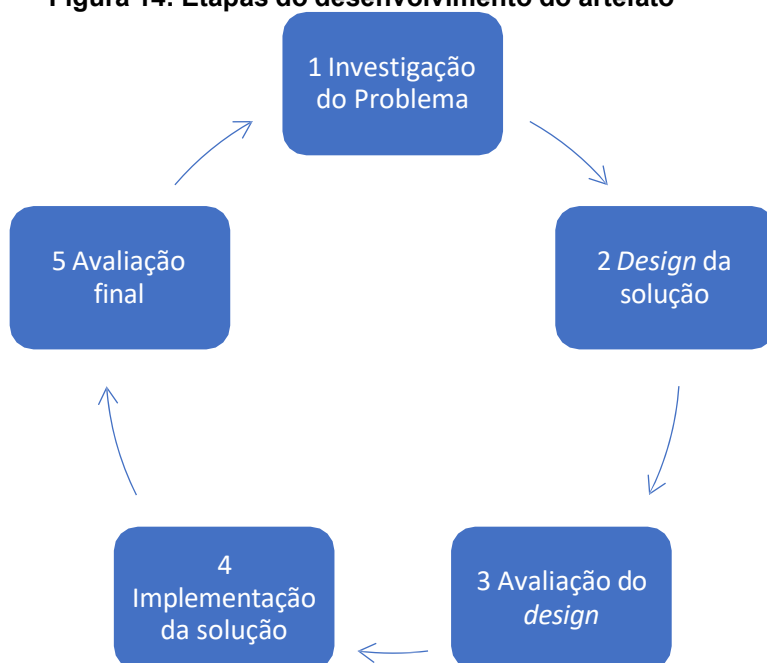 Figura 14: Etapas do desenvolvimento do artefato
1 Investigação
do Problema
2 Design da
solução
3 Avaliação do
design
4
Implementação
da solução
5 Avaliação
final